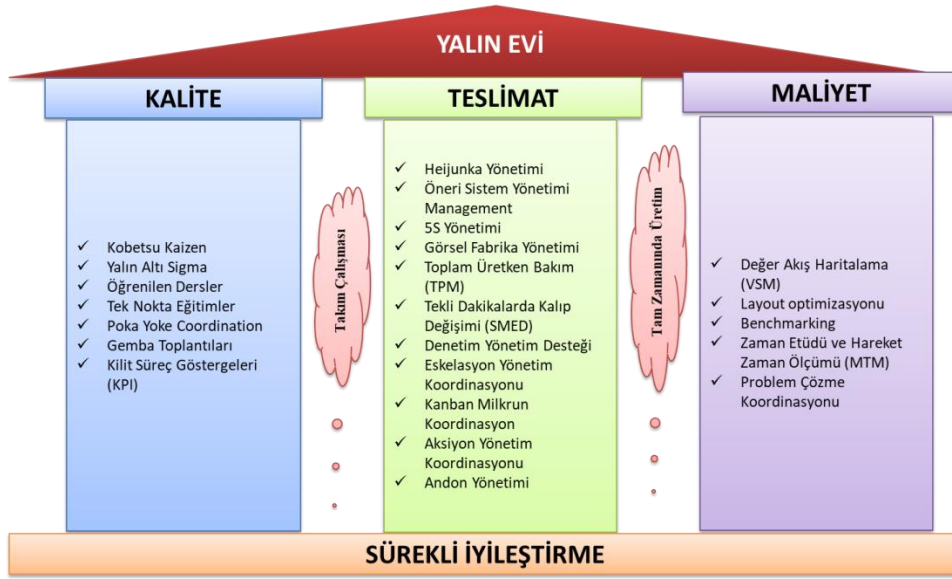 YALIN EVİ
KALİTE
Kobetsu Kaizen
Yalın Altı Sigma
Öğrenilen Dersler
Tek Nokta Eğitimler
Poka Yoke Coordination
Gemba Toplantıları
Kilit Süreç Göstergeleri
(KPI)
Takım Çalışması
TESLİMAT
Heijunka Yönetimi
Öneri Sistem Yönetimi
Management
5S Yönetimi
Görsel Fabrika Yönetimi
Toplam Üretken Bakım
(TPM)
Tekli Dakikalarda Kalıp
Değişimi (SMED)
Denetim Yönetim Desteği
Eskelasyon Yönetim
Koordinasyonu
Kanban Milkrun
Koordinasyon
Aksiyon Yönetim
Koordinasyonu
Andon Yönetimi
Tam Zamanında Üretim
MALİYET
Değer Akış Haritalama
(VSM)
Layout optimizasyonu
Benchmarking
Zaman Etüdü ve Hareket
Zaman Ölçümü (MTM)
Problem Çözme
Koordinasyonu
SÜREKLİ İYİLEŞTİRME